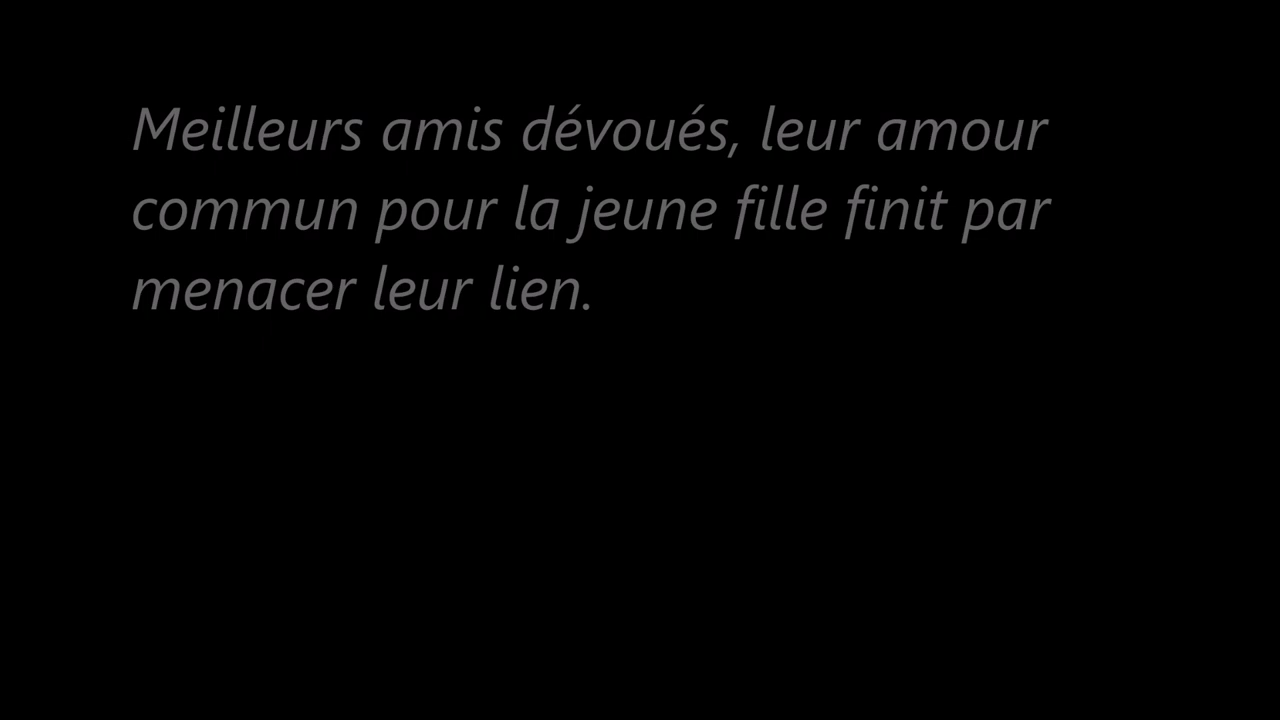 Meilleurs amis dévoués, leur amour
commun pour la jeune fille finit par
menacer leur lien.